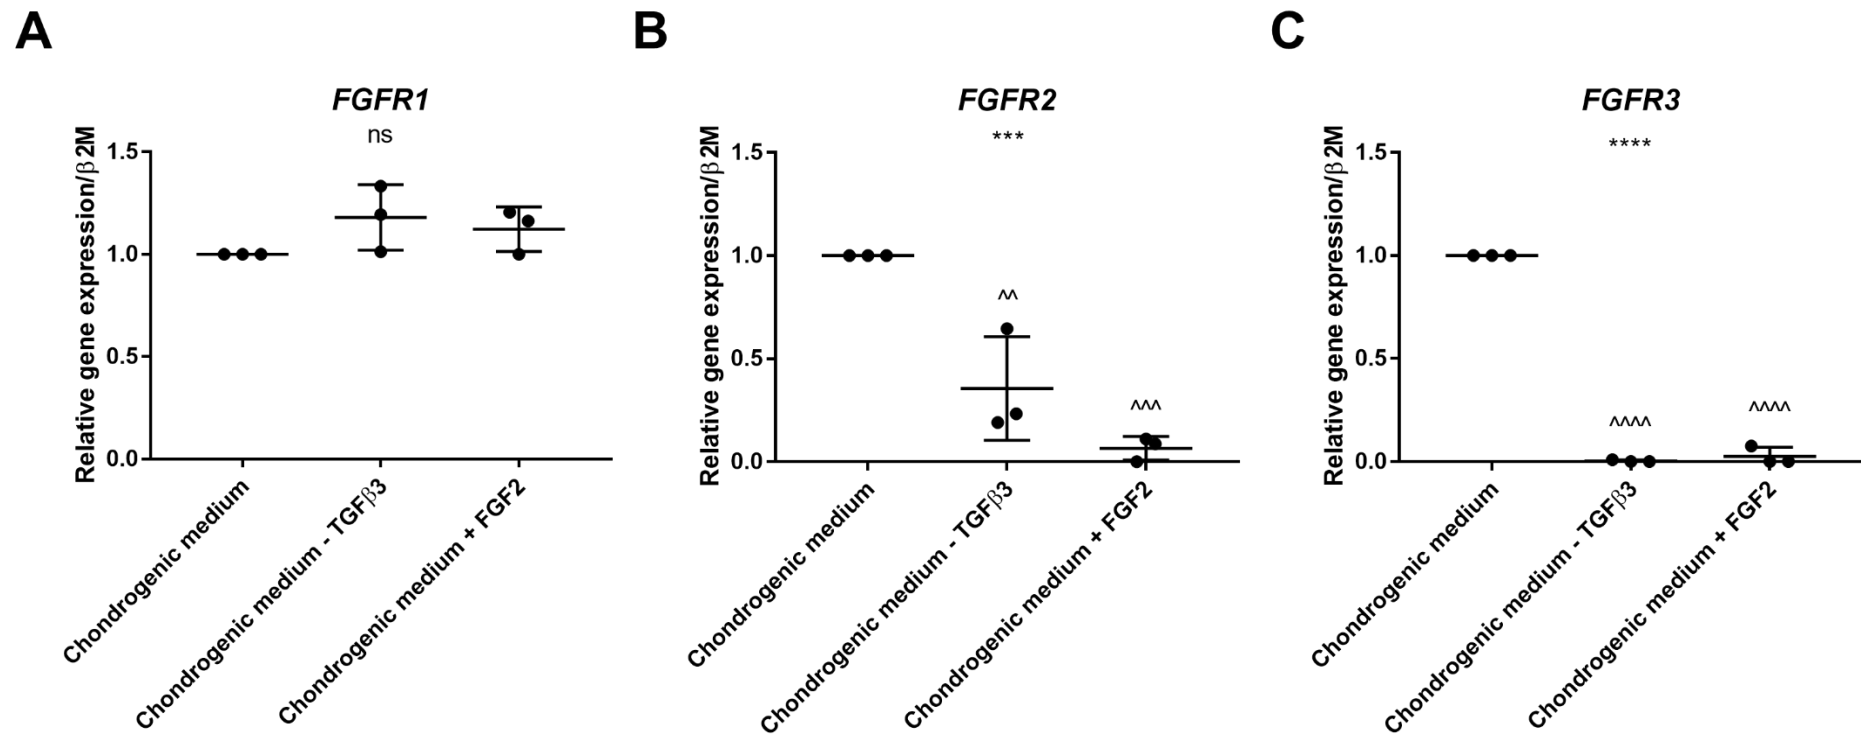 A
FGFR1
ns
Relative gene expression/β2M
1.5
1.0
0.5
0.0
Chondrogenic medium
Chondrogenic medium - TGFβ3
Chondrogenic medium + FGF2
B
FGFR2
***
Relative gene expression/β2M
1.5
1.0
0.5
0.0
^^
^^^
Chondrogenic medium
Chondrogenic medium - TGFβ3
Chondrogenic medium + FGF2
C
FGFR3
****
Relative gene expression/β2M
1.5
1.0
0.5
0.0
^^^^
^^^^
Chondrogenic medium
Chondrogenic medium - TGFβ3
Chondrogenic medium + FGF2